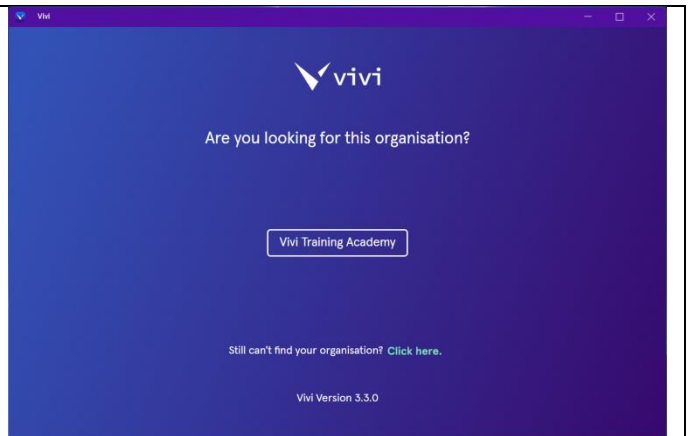 Vivi
vivi
Are you looking for this organisation?
Vivi Training Academy
Still can't find your organisation? Click here.
Vivi Version 3.3.0